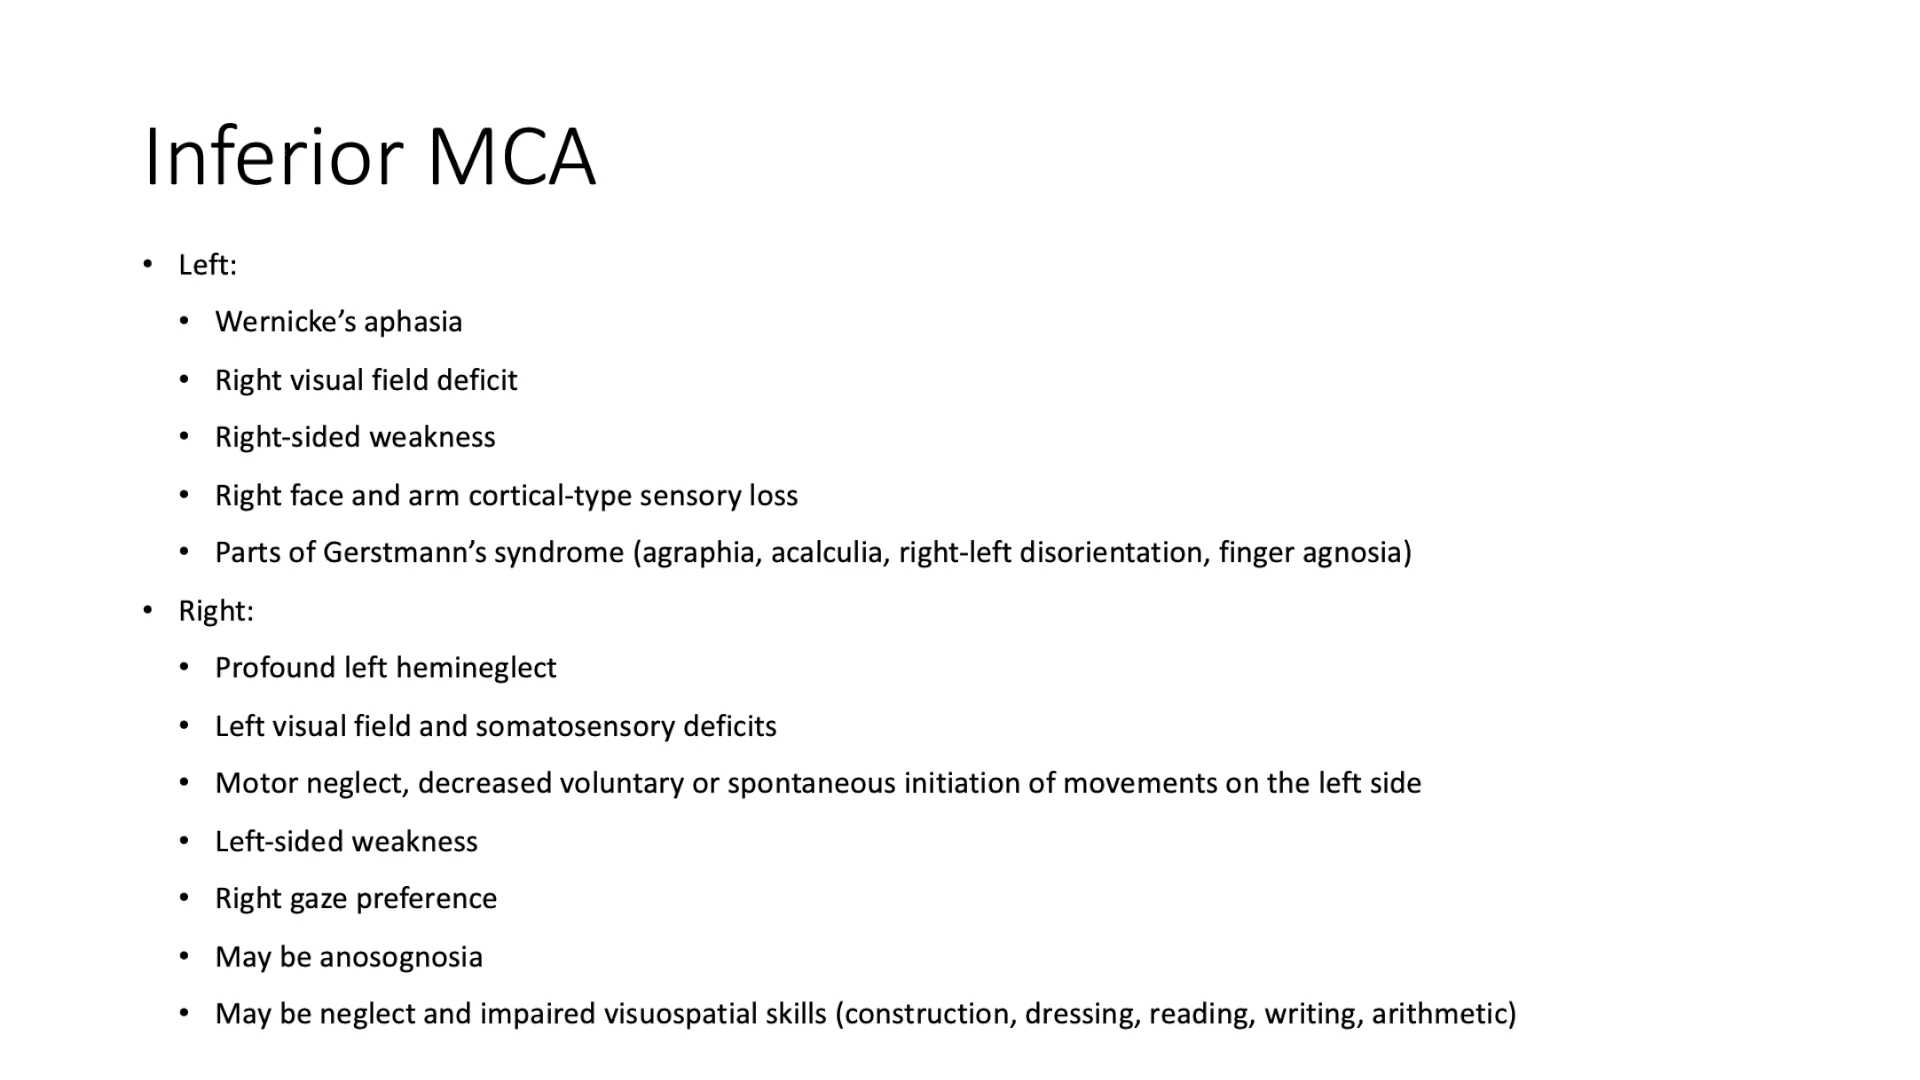 Inferior MCA
• Left:
• Wernicke’s aphasia
• Right visual field deficit
• Right-sided weakness
• Right face and arm cortical-type sensory loss
• Parts of Gerstmann’s syndrome (agraphia, acalculia, right-left disorientation, finger agnosia)
• Right:
• Profound left hemineglect
• Left visual field and somatosensory deficits
• Motor neglect, decreased voluntary or spontaneous initiation of movements on the left side
• Left-sided weakness
• Right gaze preference
• May be anosognosia
• May be neglect and impaired visuospatial skills (construction, dressing, reading, writing, arithmetic)